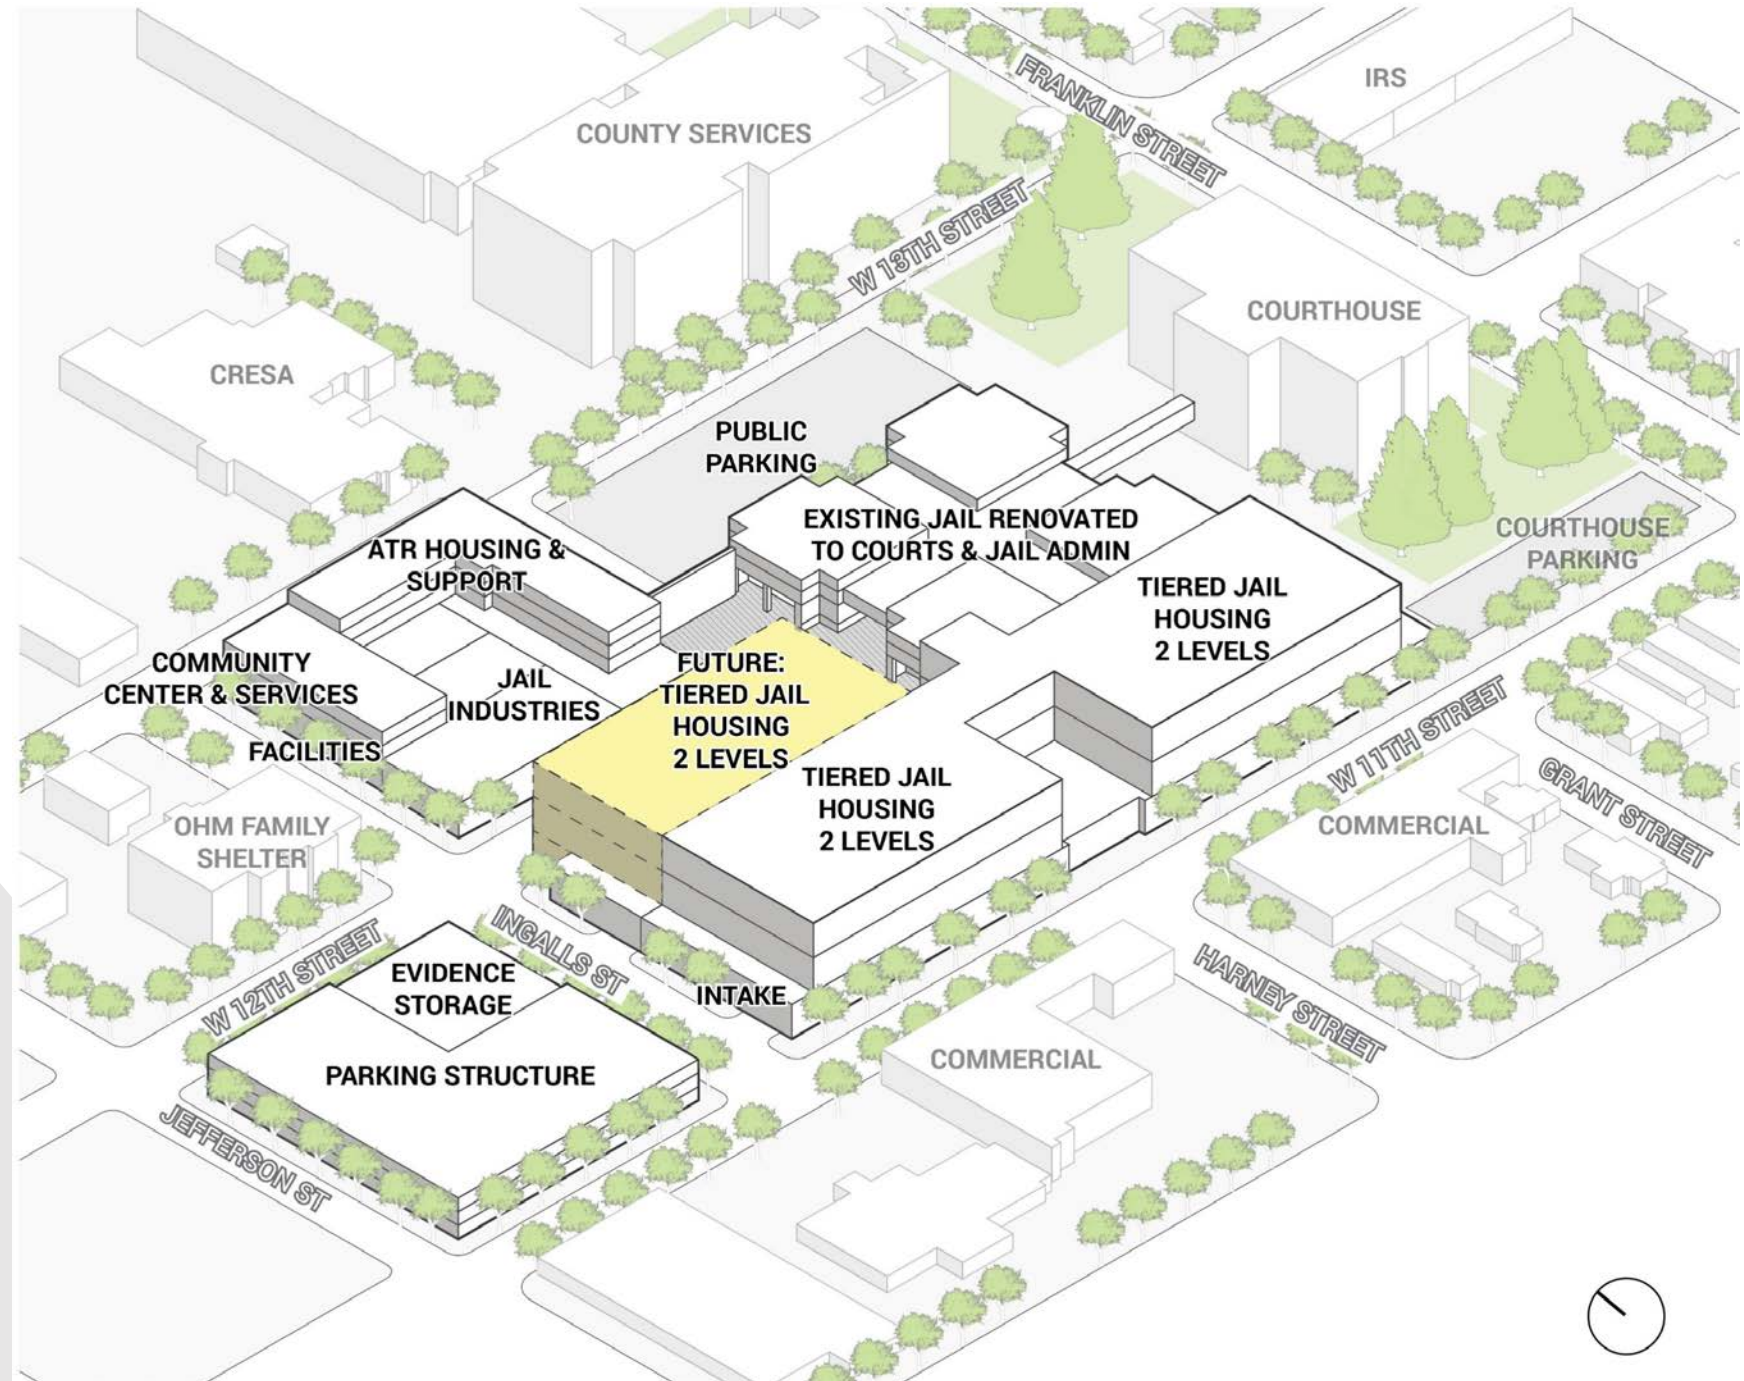 FRANKLIN STREET
IRS
COUNTY SERVICES
W 13TH STREET
COURTHOUSE
CRESA
PUBLIC
PARKING
EXISTING JAIL RENOVATED
TO COURTS & JAIL ADMIN
COURTHOUSE
PARKING
ATR HOUSING &
SUPPORT
TIERED JAIL
HOUSING
2 LEVELS
COMMUNITY
CENTER & SERVICES
JAIL
INDUSTRIES
FUTURE:
TIERED JAIL
HOUSING
2 LEVELS
FACILITIES
W 11TH STREET
GRANT STREET
TIERED JAIL
HOUSING
2 LEVELS
OHM FAMILY
SHELTER
COMMERCIAL
W 12TH STREET
INGALLS ST
EVIDENCE
STORAGE
INTAKE
HARNEY STREET
PARKING STRUCTURE
COMMERCIAL
JEFFERSON ST